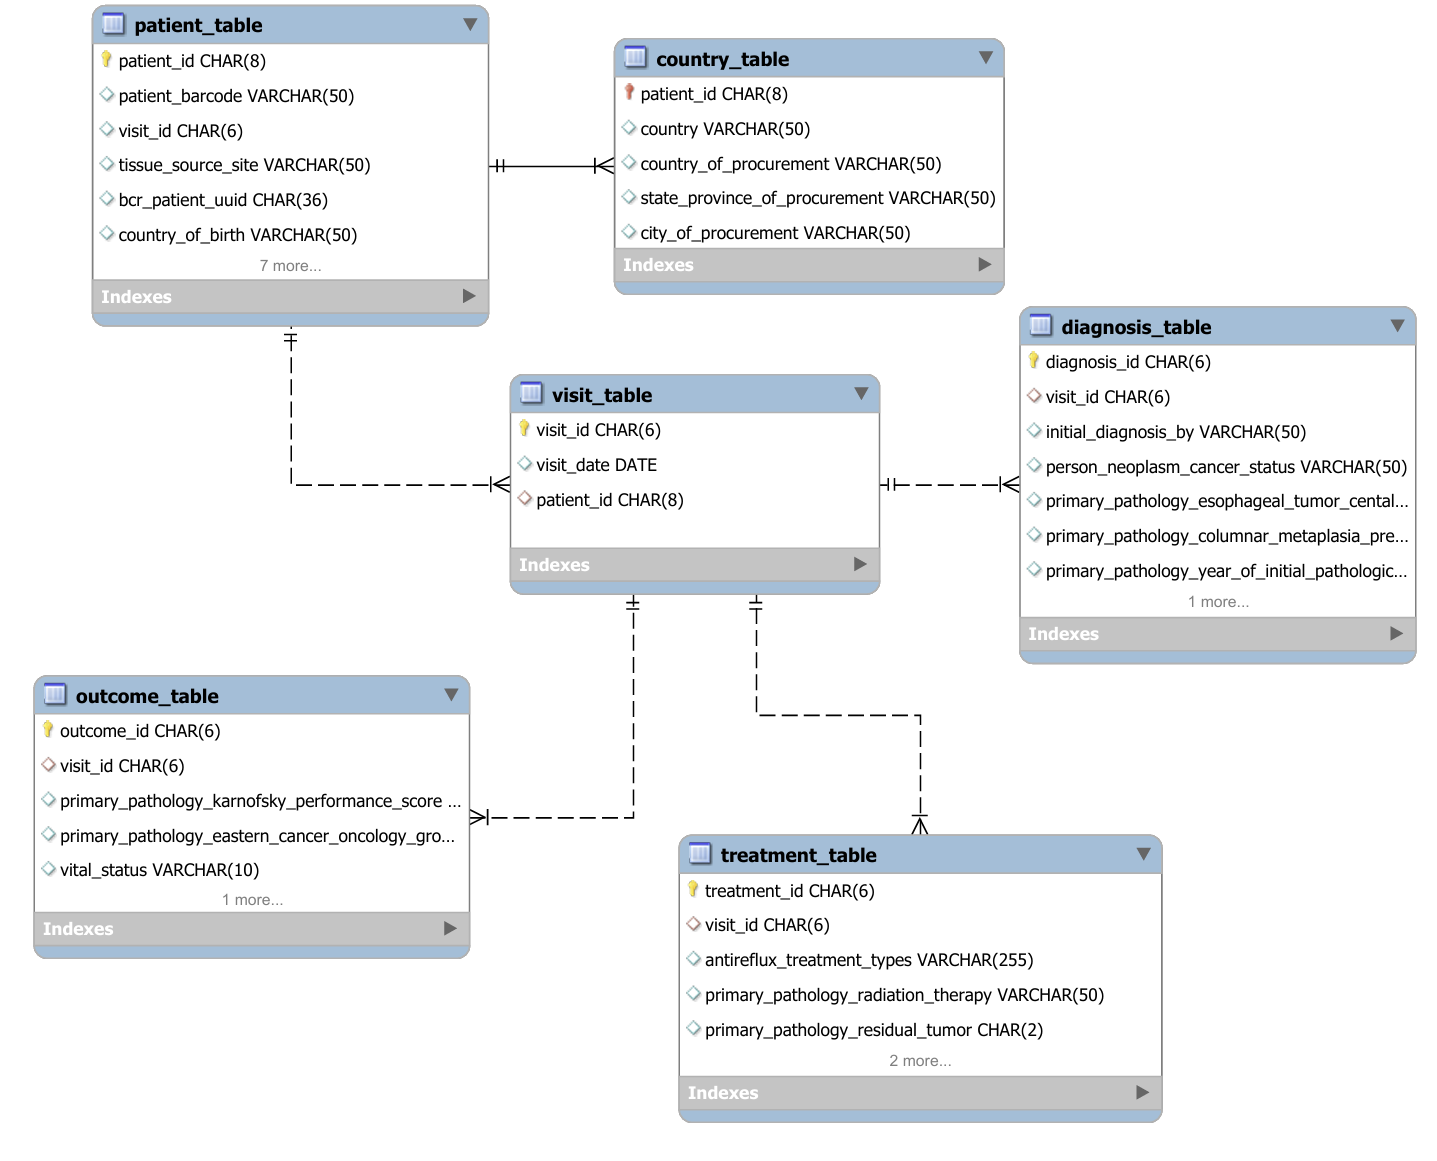 patient_table
patient_id CHAR(8)
patient_barcode VARCHAR(50)
visit_id CHAR(6)
tissue_source_site VARCHAR(50)
bcr_patient_uuid CHAR(36)
country_of_birth VARCHAR(50)
7 more...
Indexes
country_table
patient_id CHAR(8)
country VARCHAR(50)
country_of_procurement VARCHAR(50)
state_province_of_procurement VARCHAR(50)
city_of_procurement VARCHAR(50)
Indexes
diagnosis_table
diagnosis_id CHAR(6)
visit_id CHAR(6)
initial_diagnosis_by VARCHAR(50)
person_neoplasm_cancer_status VARCHAR(50)
primary_pathology_esophageal_tumor_cental...
primary_pathology_columnar_metaplasia_pre...
primary_pathology_year_of_initial_pathologic...
1 more...
Indexes
visit_table
visit_id CHAR(6)
visit_date DATE
patient_id CHAR(8)
Indexes
outcome_table
outcome_id CHAR(6)
visit_id CHAR(6)
primary_pathology_karnofsky_performance_score ...
primary_pathology_eastern_cancer_oncology_gro...
vital_status VARCHAR(10)
1 more...
Indexes
treatment_table
treatment_id CHAR(6)
visit_id CHAR(6)
antireflux_treatment_types VARCHAR(255)
primary_pathology_radiation_therapy VARCHAR(50)
primary_pathology_residual_tumor CHAR(2)
2 more...
Indexes